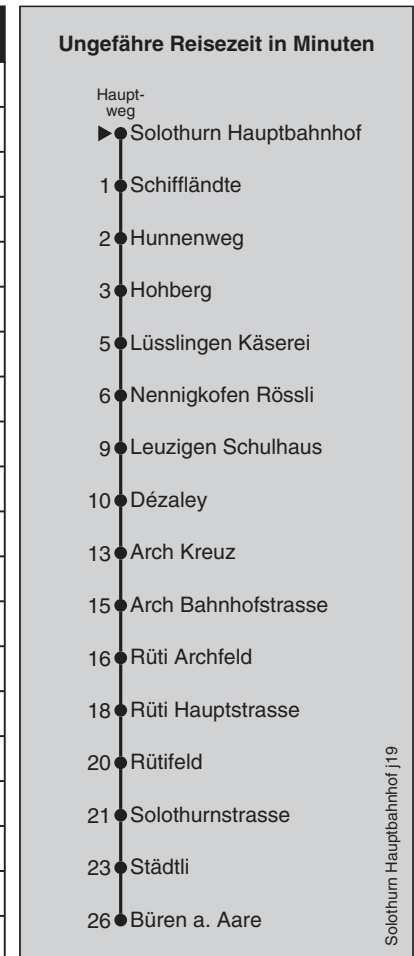 Ungefähre Reisezeit in Minuten
Haupt-
weg
Solothurn Hauptbahnhof
1 Schiffländte
2 Hunnenweg
3 Hohberg
5 Lüsslingen Käserei
6 Nennigkofen Rössli
9 Leuzigen Schulhaus
10 Dézaley
13 Arch Kreuz
15 Arch Bahnhofstrasse
16 Rüti Archfeld
18 Rüti Hauptstrasse
20 Rütifeld
21 Solothurnstrasse
23 Städtli
26 Büren a. Aare
Solothurn Hauptbahnhof j19